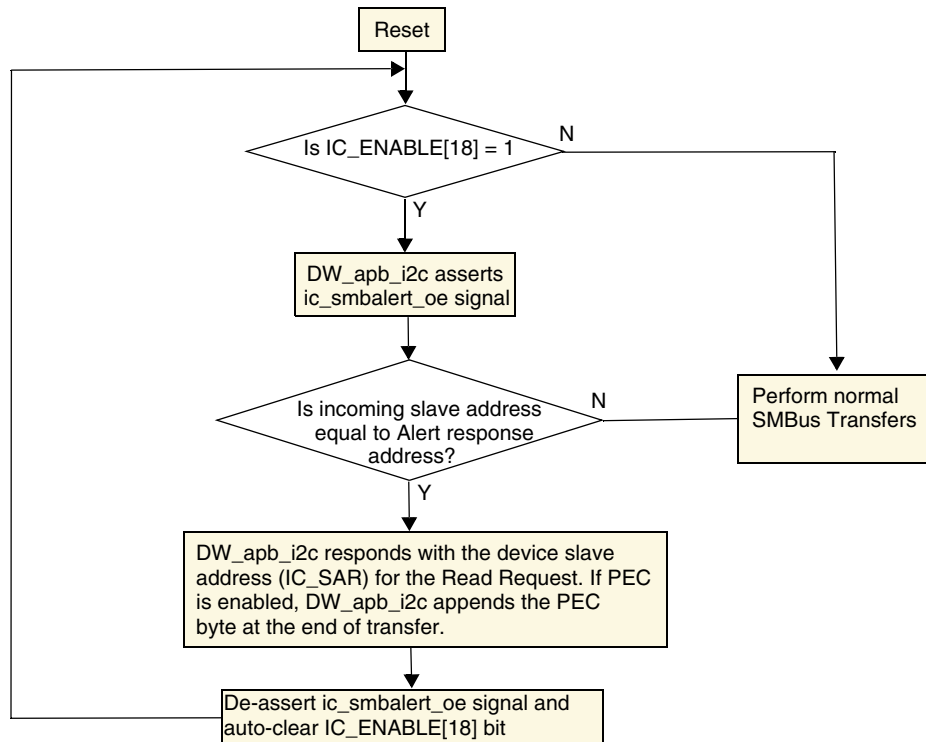 Reset
Is IC_ENABLE[18] = 1
N
Y
DW_apb_i2c asserts
ic_smbalert_oe signal
Is incoming slave address
equal to Alert response
address?
N
Perform normal
SMBus Transfers
Y
DW_apb_i2c responds with the device slave
address (IC_SAR) for the Read Request. If PEC
is enabled, DW_apb_i2c appends the PEC
byte at the end of transfer.
De-assert ic_smbalert_oe signal and
auto-clear IC_ENABLE[18] bit